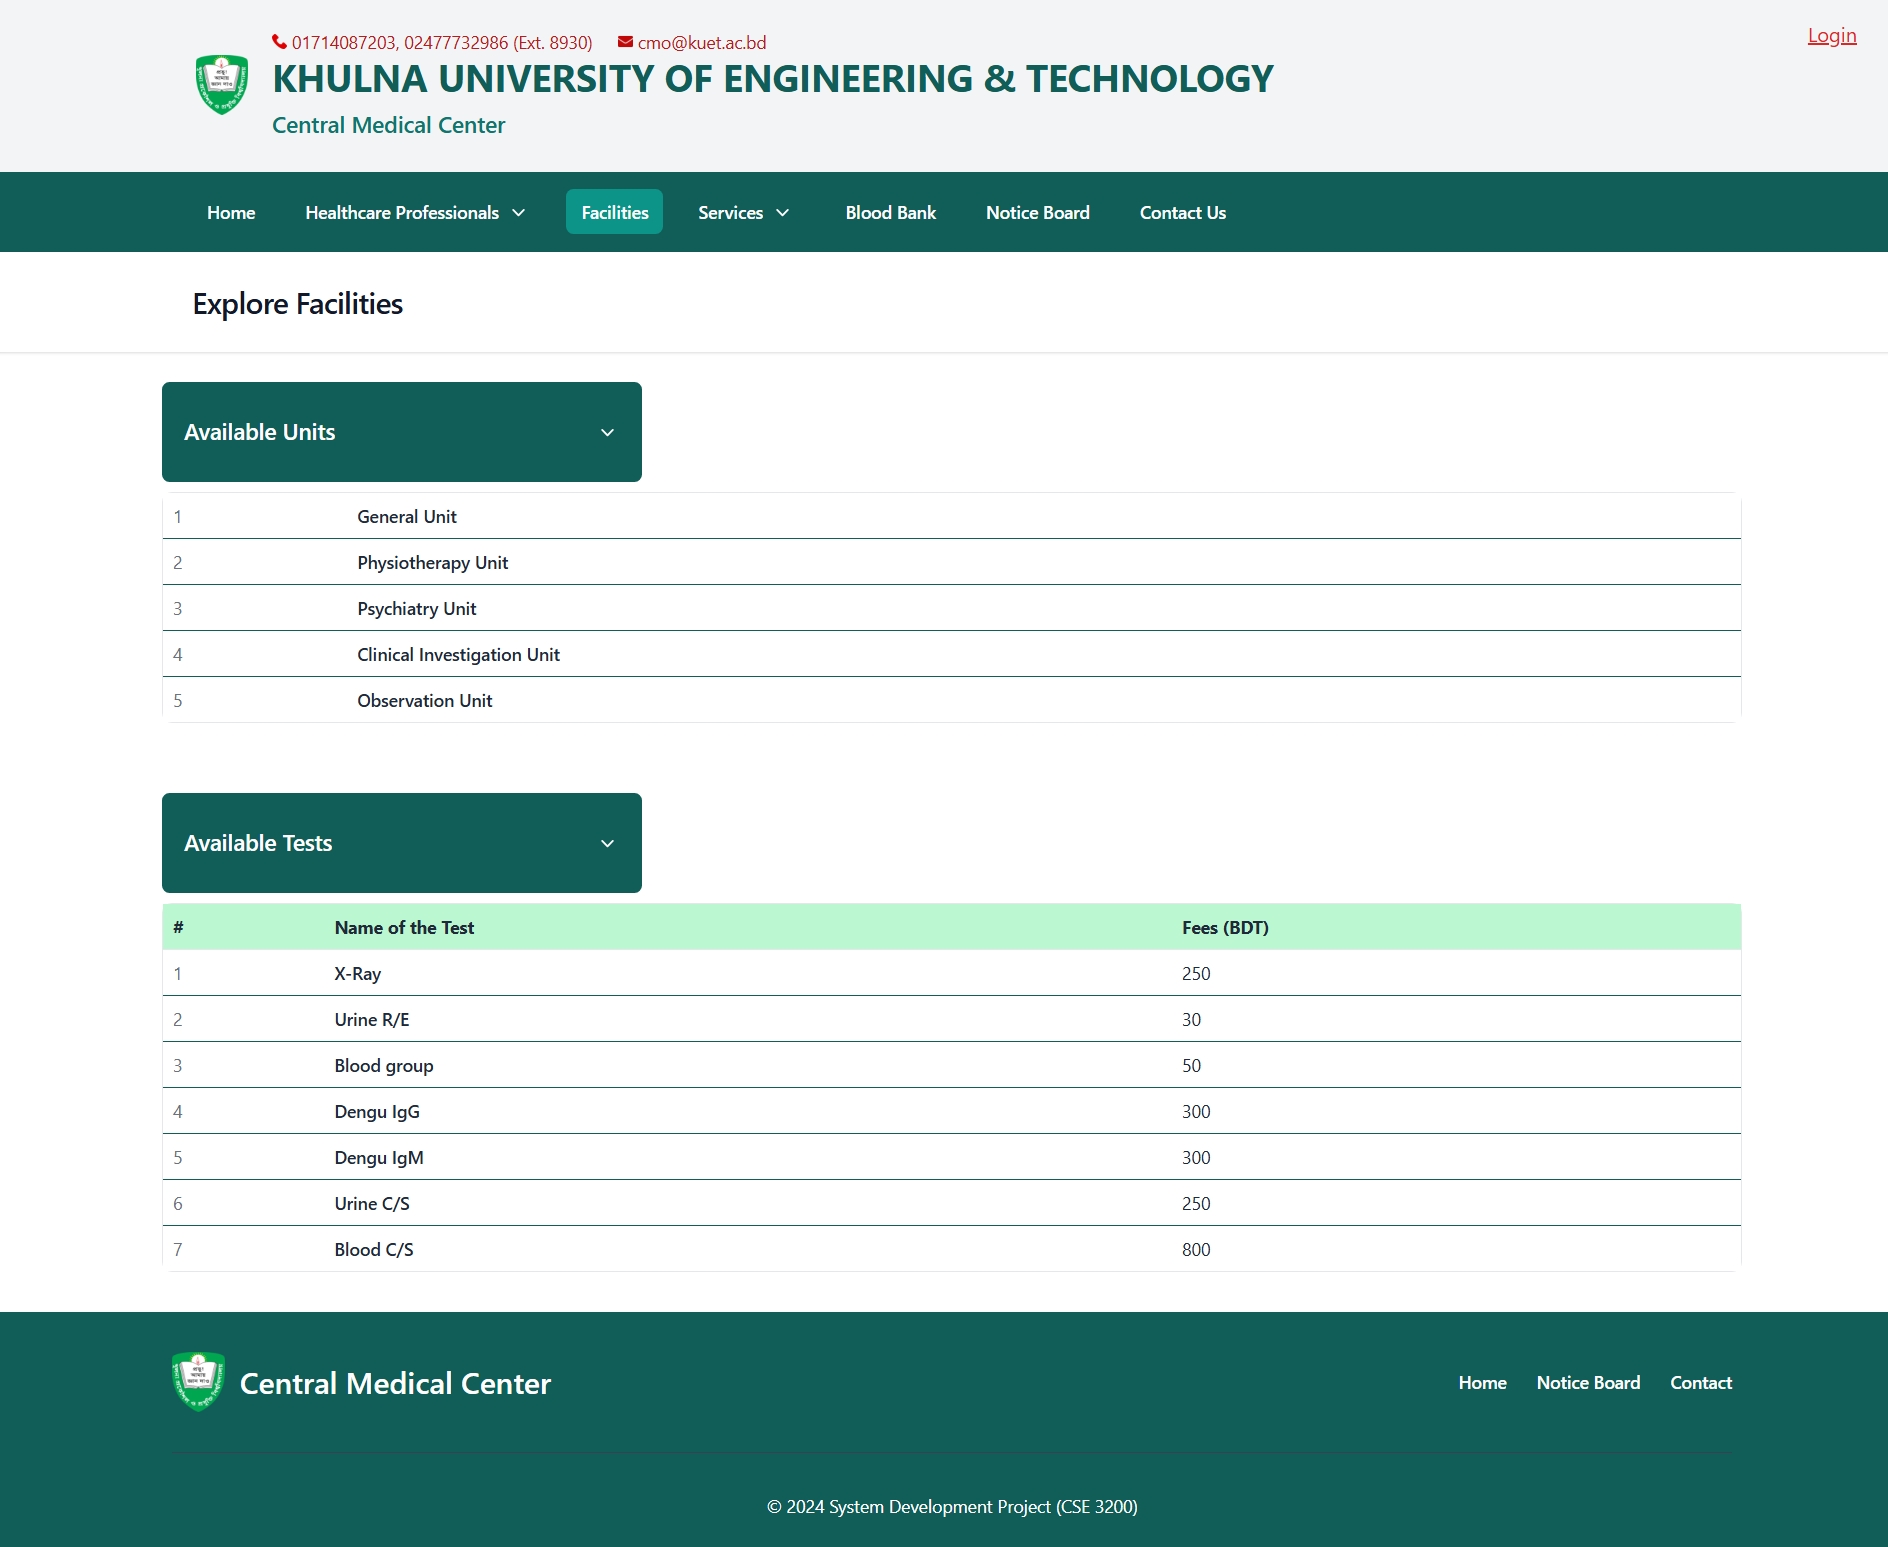 01714087203, 02477732986 (Ext. 8930) cmo@kuet.ac.bd
Login
KHULNA UNIVERSITY OF ENGINEERING & TECHNOLOGY
Central Medical Center
Home Healthcare Professionals Facilities Services Blood Bank Notice Board Contact Us
Explore Facilities
Available Units
1 General Unit
2 Physiotherapy Unit
3 Psychiatry Unit
4 Clinical Investigation Unit
5 Observation Unit
Available Tests
# Name of the Test Fees (BDT)
1 X-Ray 250
2 Urine R/E 30
3 Blood group 50
4 Dengu IgG 300
5 Dengu IgM 300
6 Urine C/S 250
7 Blood C/S 800
Central Medical Center
Home Notice Board Contact
© 2024 System Development Project (CSE 3200)